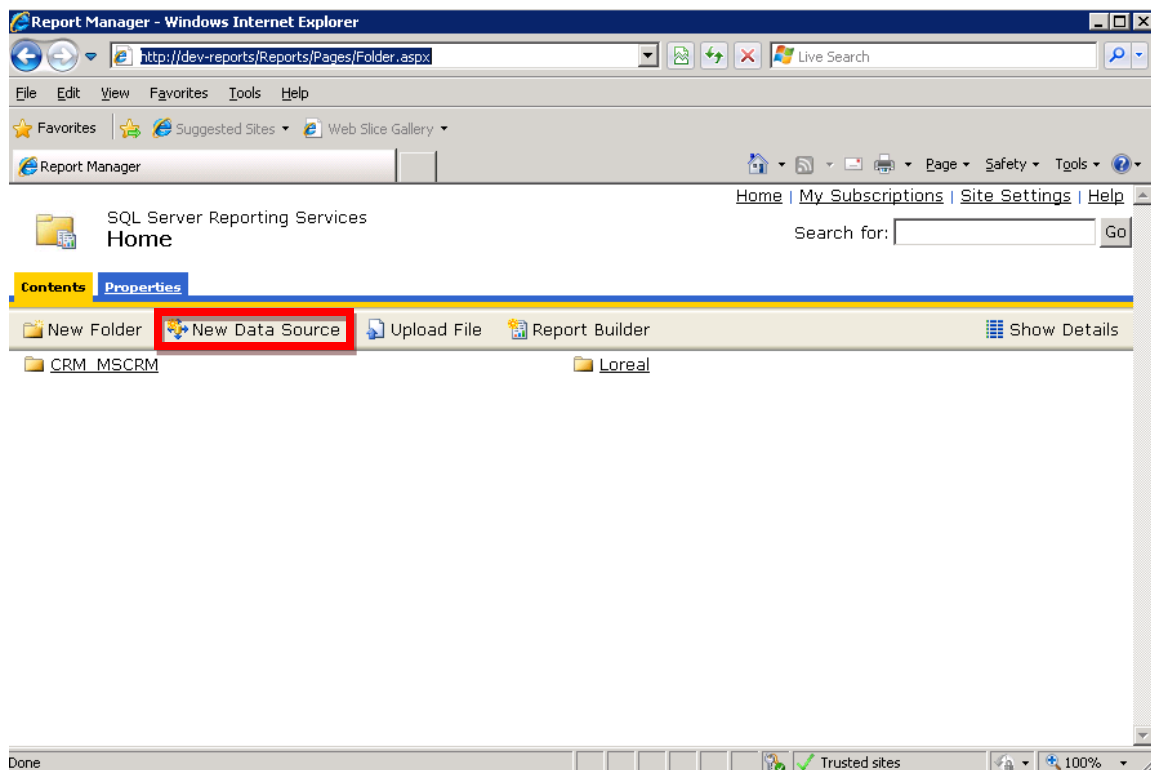 Report Manager - Windows Internet Explorer
http://dev-reports/Reports/Pages/Folder.aspx Live Search
File Edit View Favorites Tools Help
Favorites Suggested Sites Web Slice Gallery
Report Manager Page Safety Tools
Home | My Subscriptions | Site Settings | Help
SQL Server Reporting Services
Home Search for: Go
Contents Properties
New Folder New Data Source Upload File Report Builder Show Details
CRM_MSCRM Loreal
Done Trusted sites 100%